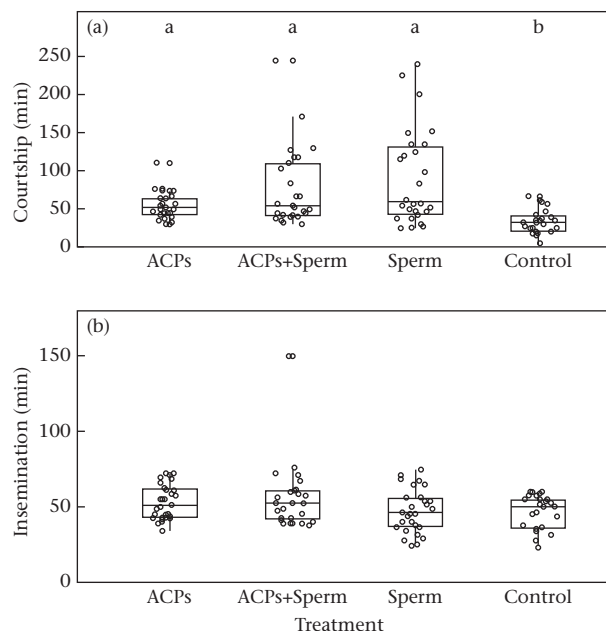 (a) a a a b
250
200
150
100
50
0
Courtship (min)
ACPs ACPs+Sperm Sperm Control
(b)
150
100
50
0
Insemination (min)
ACPs ACPs+Sperm Sperm Control
Treatment